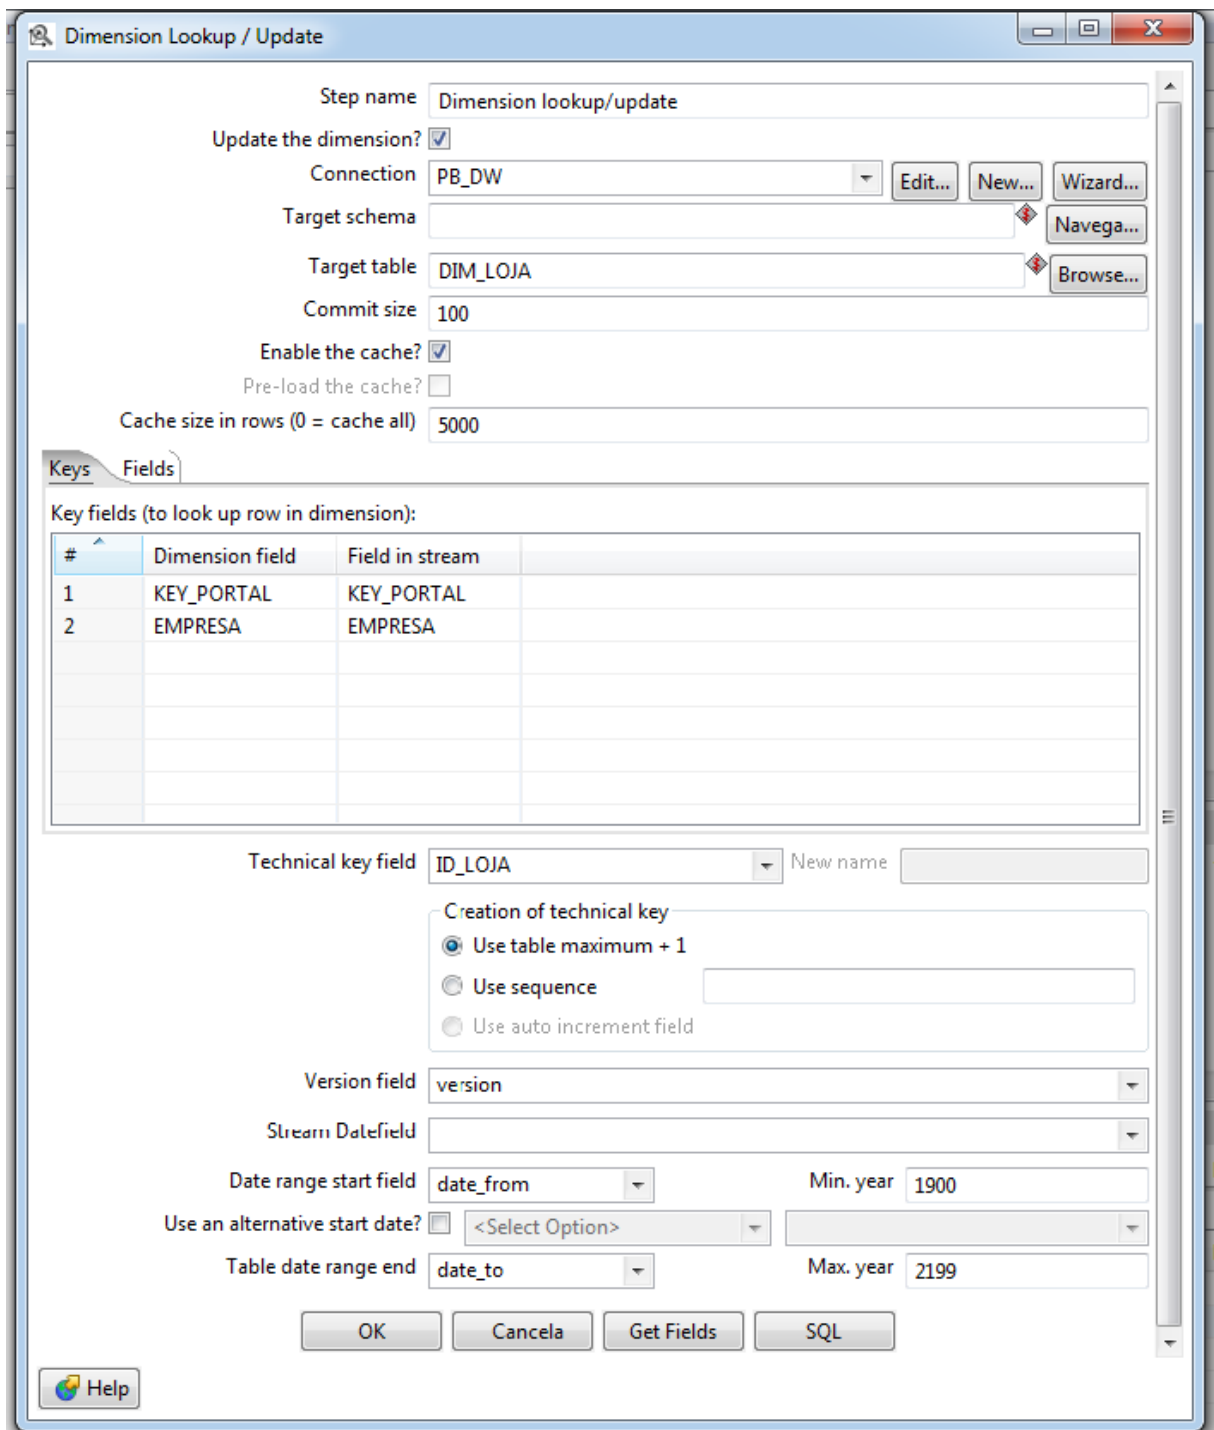 Dimension Lookup / Update
Step name Dimension lookup/update
Update the dimension?
Connection PB_DW Edit... New... Wizard...
Target schema Navega...
Target table DIM_LOJA Browse...
Commit size 100
Enable the cache?
Pre-load the cache?
Cache size in rows (0 = cache all) 5000
Keys Fields
Key fields (to look up row in dimension):
# Dimension field Field in stream
1 KEY_PORTAL KEY_PORTAL
2 EMPRESA EMPRESA
Technical key field ID_LOJA New name
Creation of technical key
Use table maximum + 1
Use sequence
Use auto increment field
Version field version
Stream Datefield
Date range start field date_from Min. year 1900
Use an alternative start date? <Select Option>
Table date range end date_to Max. year 2199
OK Cancela Get Fields SQL
Help